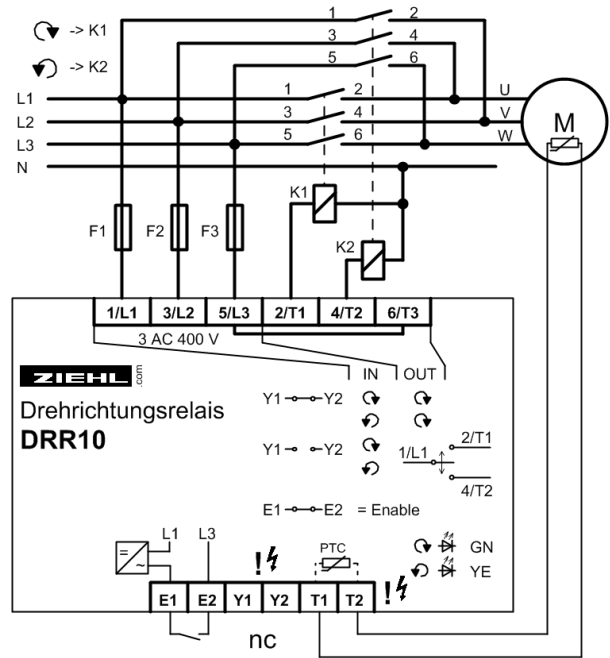 1 2
-> K1
3 4
5 6
-> K2
L1 1 2 U
L2 3 4 V M
L3 5 6 W
N
K1
F1 F2 F3
K2
1/L1 3/L2 5/L3 2/T1 4/T2 6/T3
3 AC 400 V
ZIEHL .com
IN OUT
Drehrichtungsrelais
DRR10
Y1 Y2
Y1 Y2
1/L1 2/T1
4/T2
E1 E2 = Enable
L1 L3
PTC
GN
YE
= ~
! !
E1 E2 Y1 Y2 T1 T2
nc